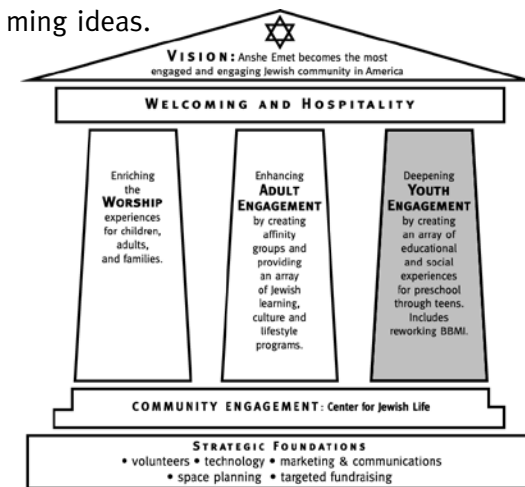 ming ideas.
VISION: Anshe Emet becomes the most
engaged and engaging Jewish community in America
WELCOMING AND HOSPITALITY
Enriching
the
WORSHIP
experiences
for children,
adults,
and families.
Enhancing
ADULT
ENGAGEMENT
by creating
affinity
groups and
providing
an array
of Jewish
learning,
culture and
lifestyle
programs.
Deepening
YOUTH
ENGAGEMENT
by creating
an array of
educational
and social
experiences
for preschool
through teens.
Includes
reworking BBMI.
COMMUNITY ENGAGEMENT: Center for Jewish Life
STRATEGIC FOUNDATIONS
• volunteers • technology • marketing & communications
• space planning • targeted fundraising